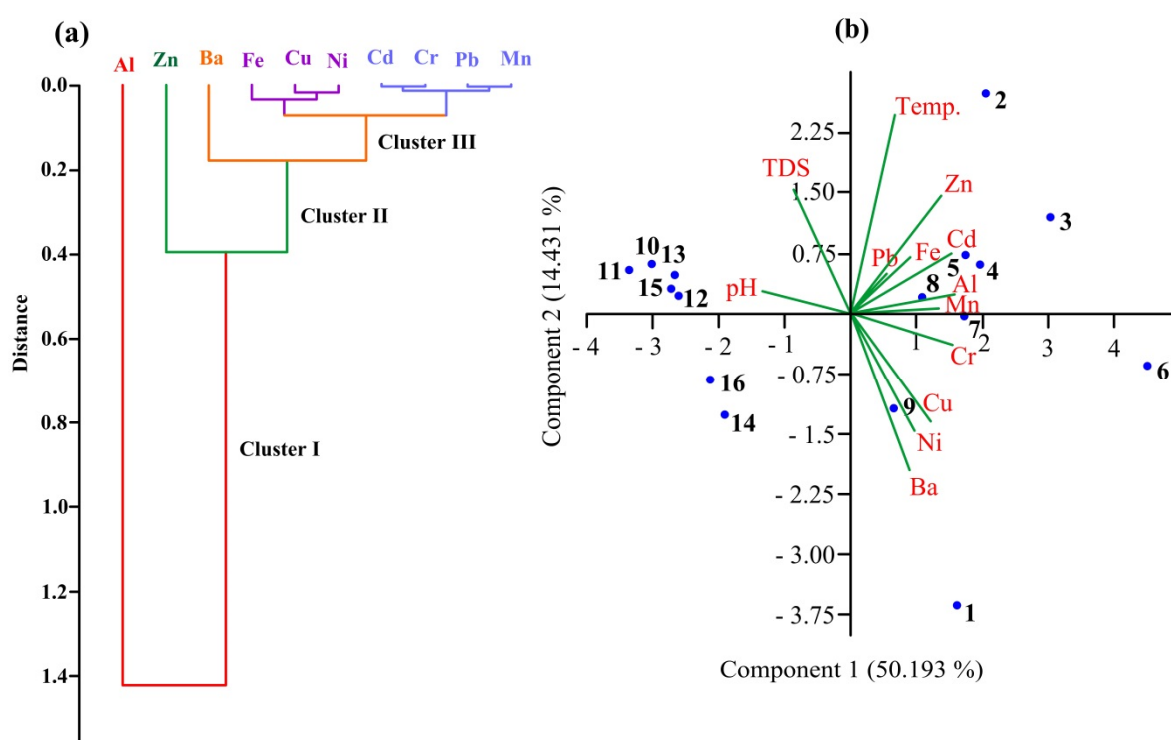 (a)
Al Zn Ba Fe Cu Ni Cd Cr Pb Mn
0.0
0.2
0.4
0.6
0.8
1.0
1.2
1.4
Distance
Cluster III
Cluster II
Cluster I
(b)
Temp.
TDS
Zn
Cd
Fe
Pb
Al
Mn
pH
Cr
Cu
Ni
Ba
2
3
5
4
8
7
6
9
1
10
13
11
15
12
16
14
2.25
1.50
0.75
- 0.75
- 1.5
- 2.25
- 3.00
- 3.75
- 4 - 3 - 2 - 1 1 2 3 4
Component 2 (14.431 %)
Component 1 (50.193 %)